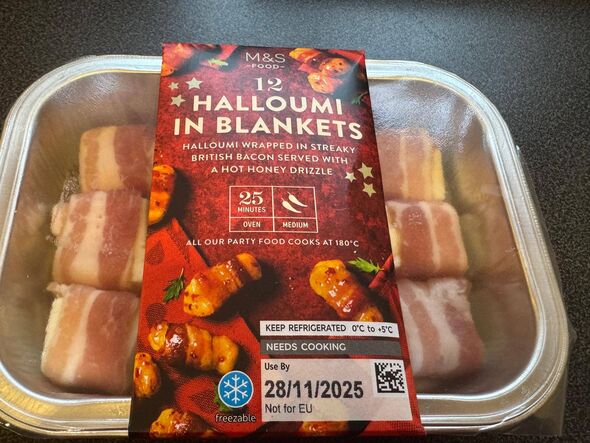 M&S
FOOD
12
HALLOUMI
IN BLANKETS
HALLOUMI WRAPPED IN STREAKY
BRITISH BACON SERVED WITH
A HOT HONEY DRIZZLE
25
MINUTES
OVEN
MEDIUM
ALL OUR PARTY FOOD COOKS AT 180°C
KEEP REFRIGERATED 0°C to +5°C
NEEDS COOKING
Use By
28/11/2025
Not for EU
freezable